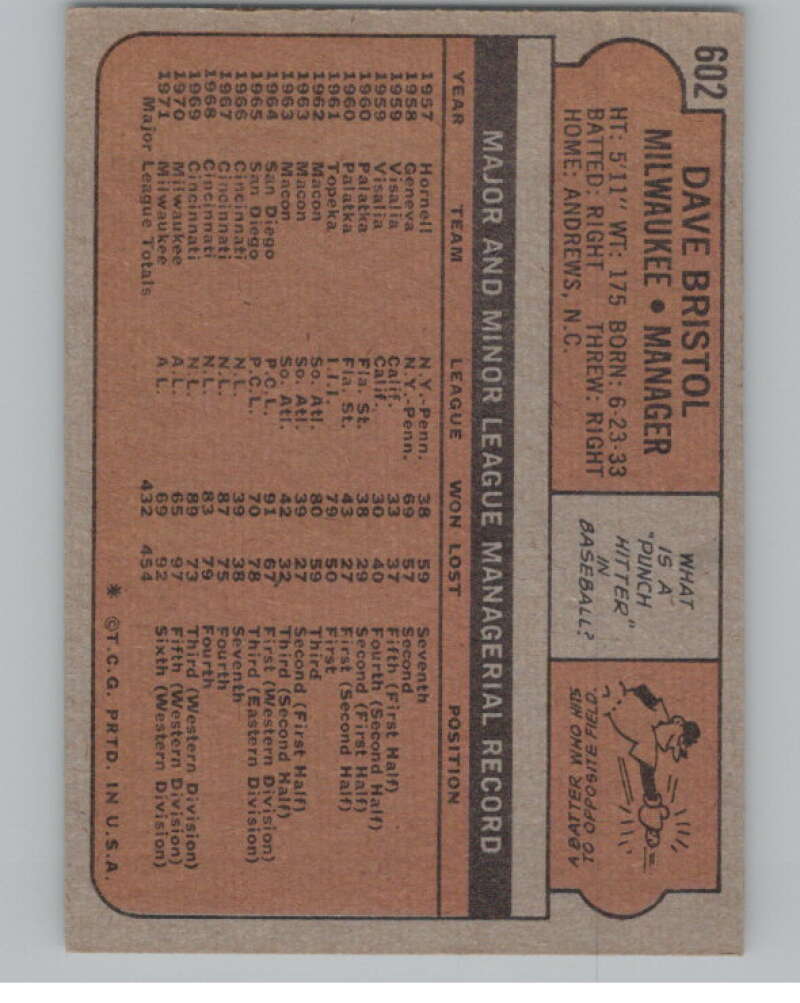 602
DAVE BRISTOL
MILWAUKEE • MANAGER
HT: 5'11" WT: 175 BORN: 6-23-33
BATTED: RIGHT THREW: RIGHT
HOME: ANDREWS, N.C.
WHAT
IS A
"PUNCH
HITTER"
IN
BASEBALL?
A BATTER WHO HITS
TO OPPOSITE FIELD.
MAJOR AND MINOR LEAGUE MANAGERIAL RECORD
YEAR TEAM LEAGUE WON LOST POSITION
1957 Hornell N.Y.-Penn. 38 59 Seventh
1958 Geneva N.Y.-Penn. 69 57 Second
1959 Visalia Calif. 33 37 Fifth (First Half)
1959 Visalia Calif. 30 40 Fourth (Second Half)
1960 Palatka Fla. St. 38 29 Second (First Half)
1960 Palatka Fla. St. 43 27 First (Second Half)
1961 Topeka I.I.I. 79 50 First
1962 Macon So. Atl. 80 59 Third
1963 Macon So. Atl. 39 27 Second (First Half)
1963 Macon So. Atl. 42 32 Third (Second Half)
1964 San Diego P.C.L. 91 67 First (Western Division)
1965 San Diego P.C.L. 70 78 Third (Eastern Division)
1966 Cincinnati N.L. 39 38 Seventh
1967 Cincinnati N.L. 87 75 Fourth
1968 Cincinnati N.L. 83 79 Fourth
1969 Cincinnati N.L. 89 73 Third (Western Division)
1970 Milwaukee A.L. 65 97 Fifth (Western Division)
1971 Milwaukee A.L. 69 92 Sixth (Western Division)
Major League Totals 432 454
* ©T.C.G. PRTD. IN U.S.A.